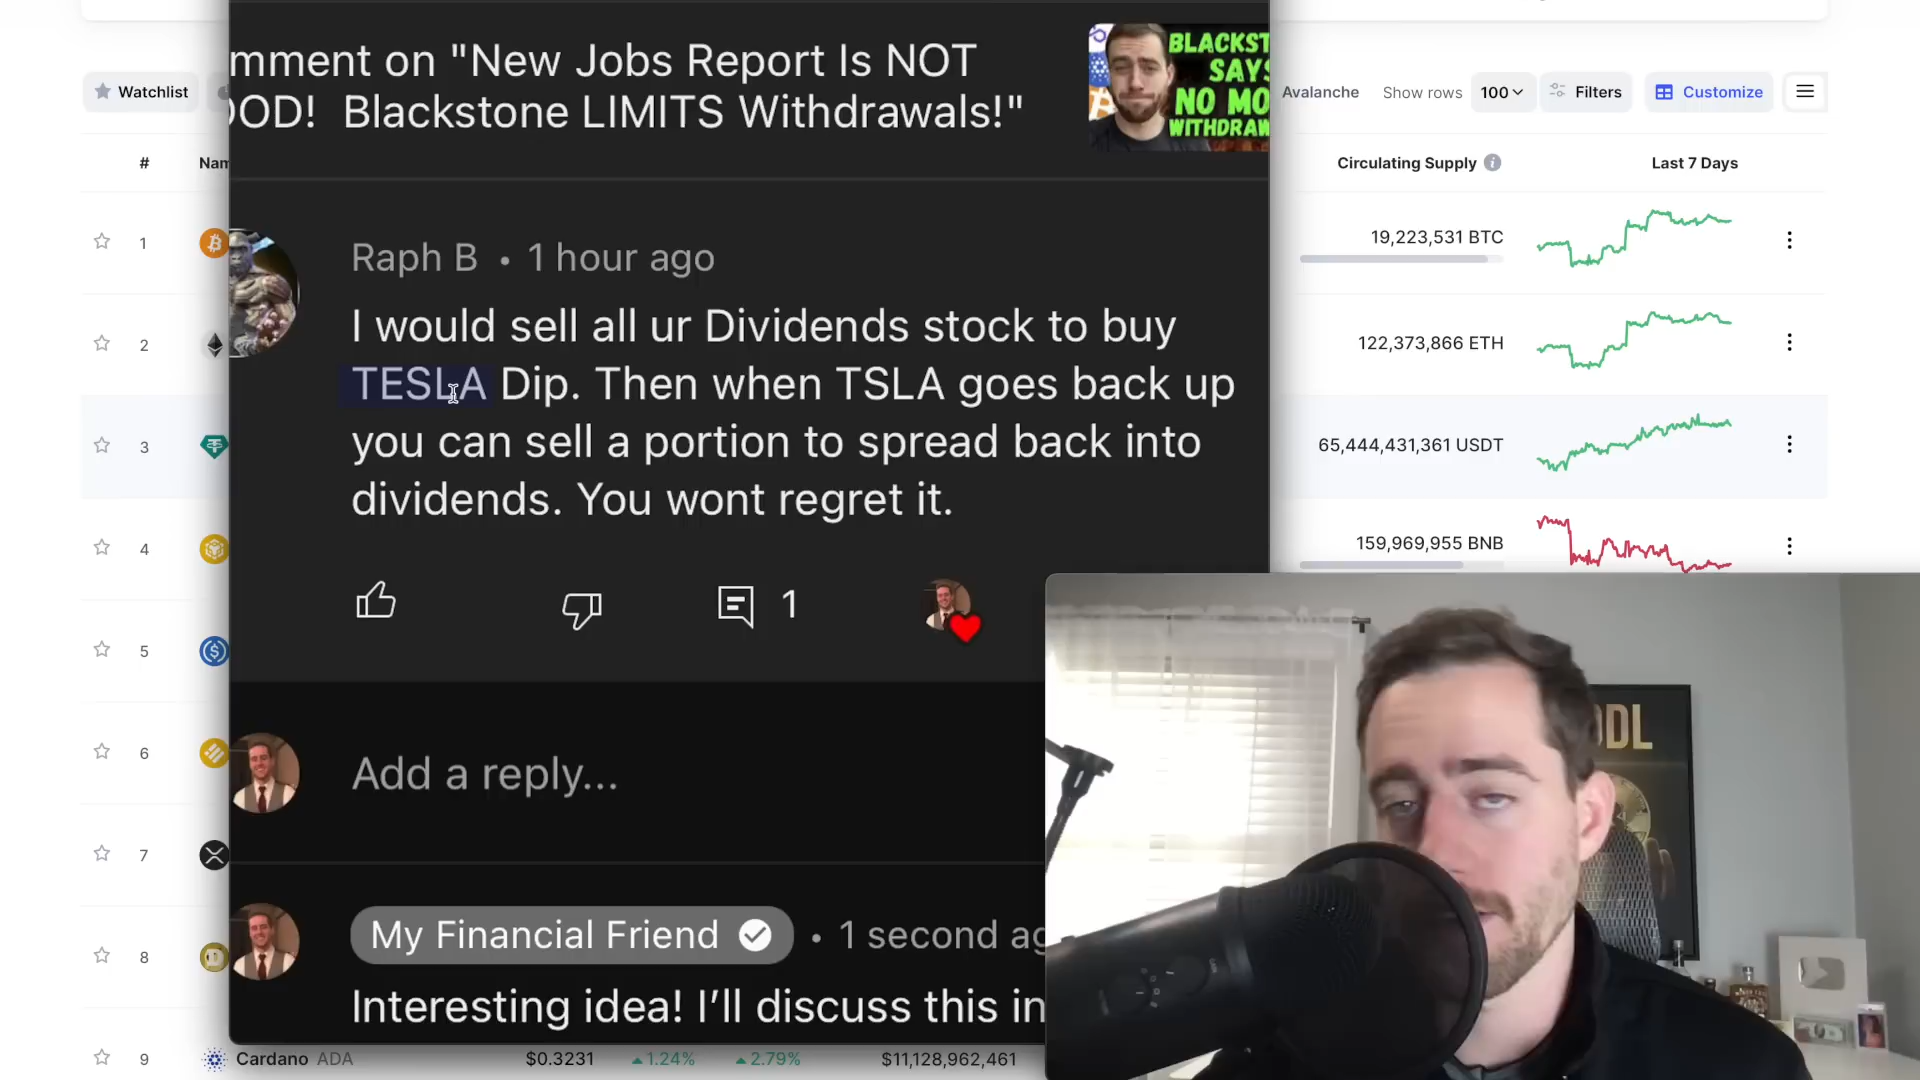 mment on "New Jobs Report Is NOT
OOD! Blackstone LIMITS Withdrawals!"
BLACKST
SAYS
NO MO
WITHDRAW
Watchlist
Avalanche
Show rows
100
Filters
Customize
#
Nam
Circulating Supply
Last 7 Days
Raph B • 1 hour ago
I would sell all ur Dividends stock to buy
TESLA Dip. Then when TSLA goes back up
you can sell a portion to spread back into
dividends. You wont regret it.
1
1
19,223,531 BTC
2
122,373,866 ETH
3
65,444,431,361 USDT
4
159,969,955 BNB
5
6
7
8
Add a reply...
My Financial Friend • 1 second ag
Interesting idea! I'll discuss this in
9
Cardano ADA
$0.3231
1.24%
2.79%
$11,128,962,461
ODL